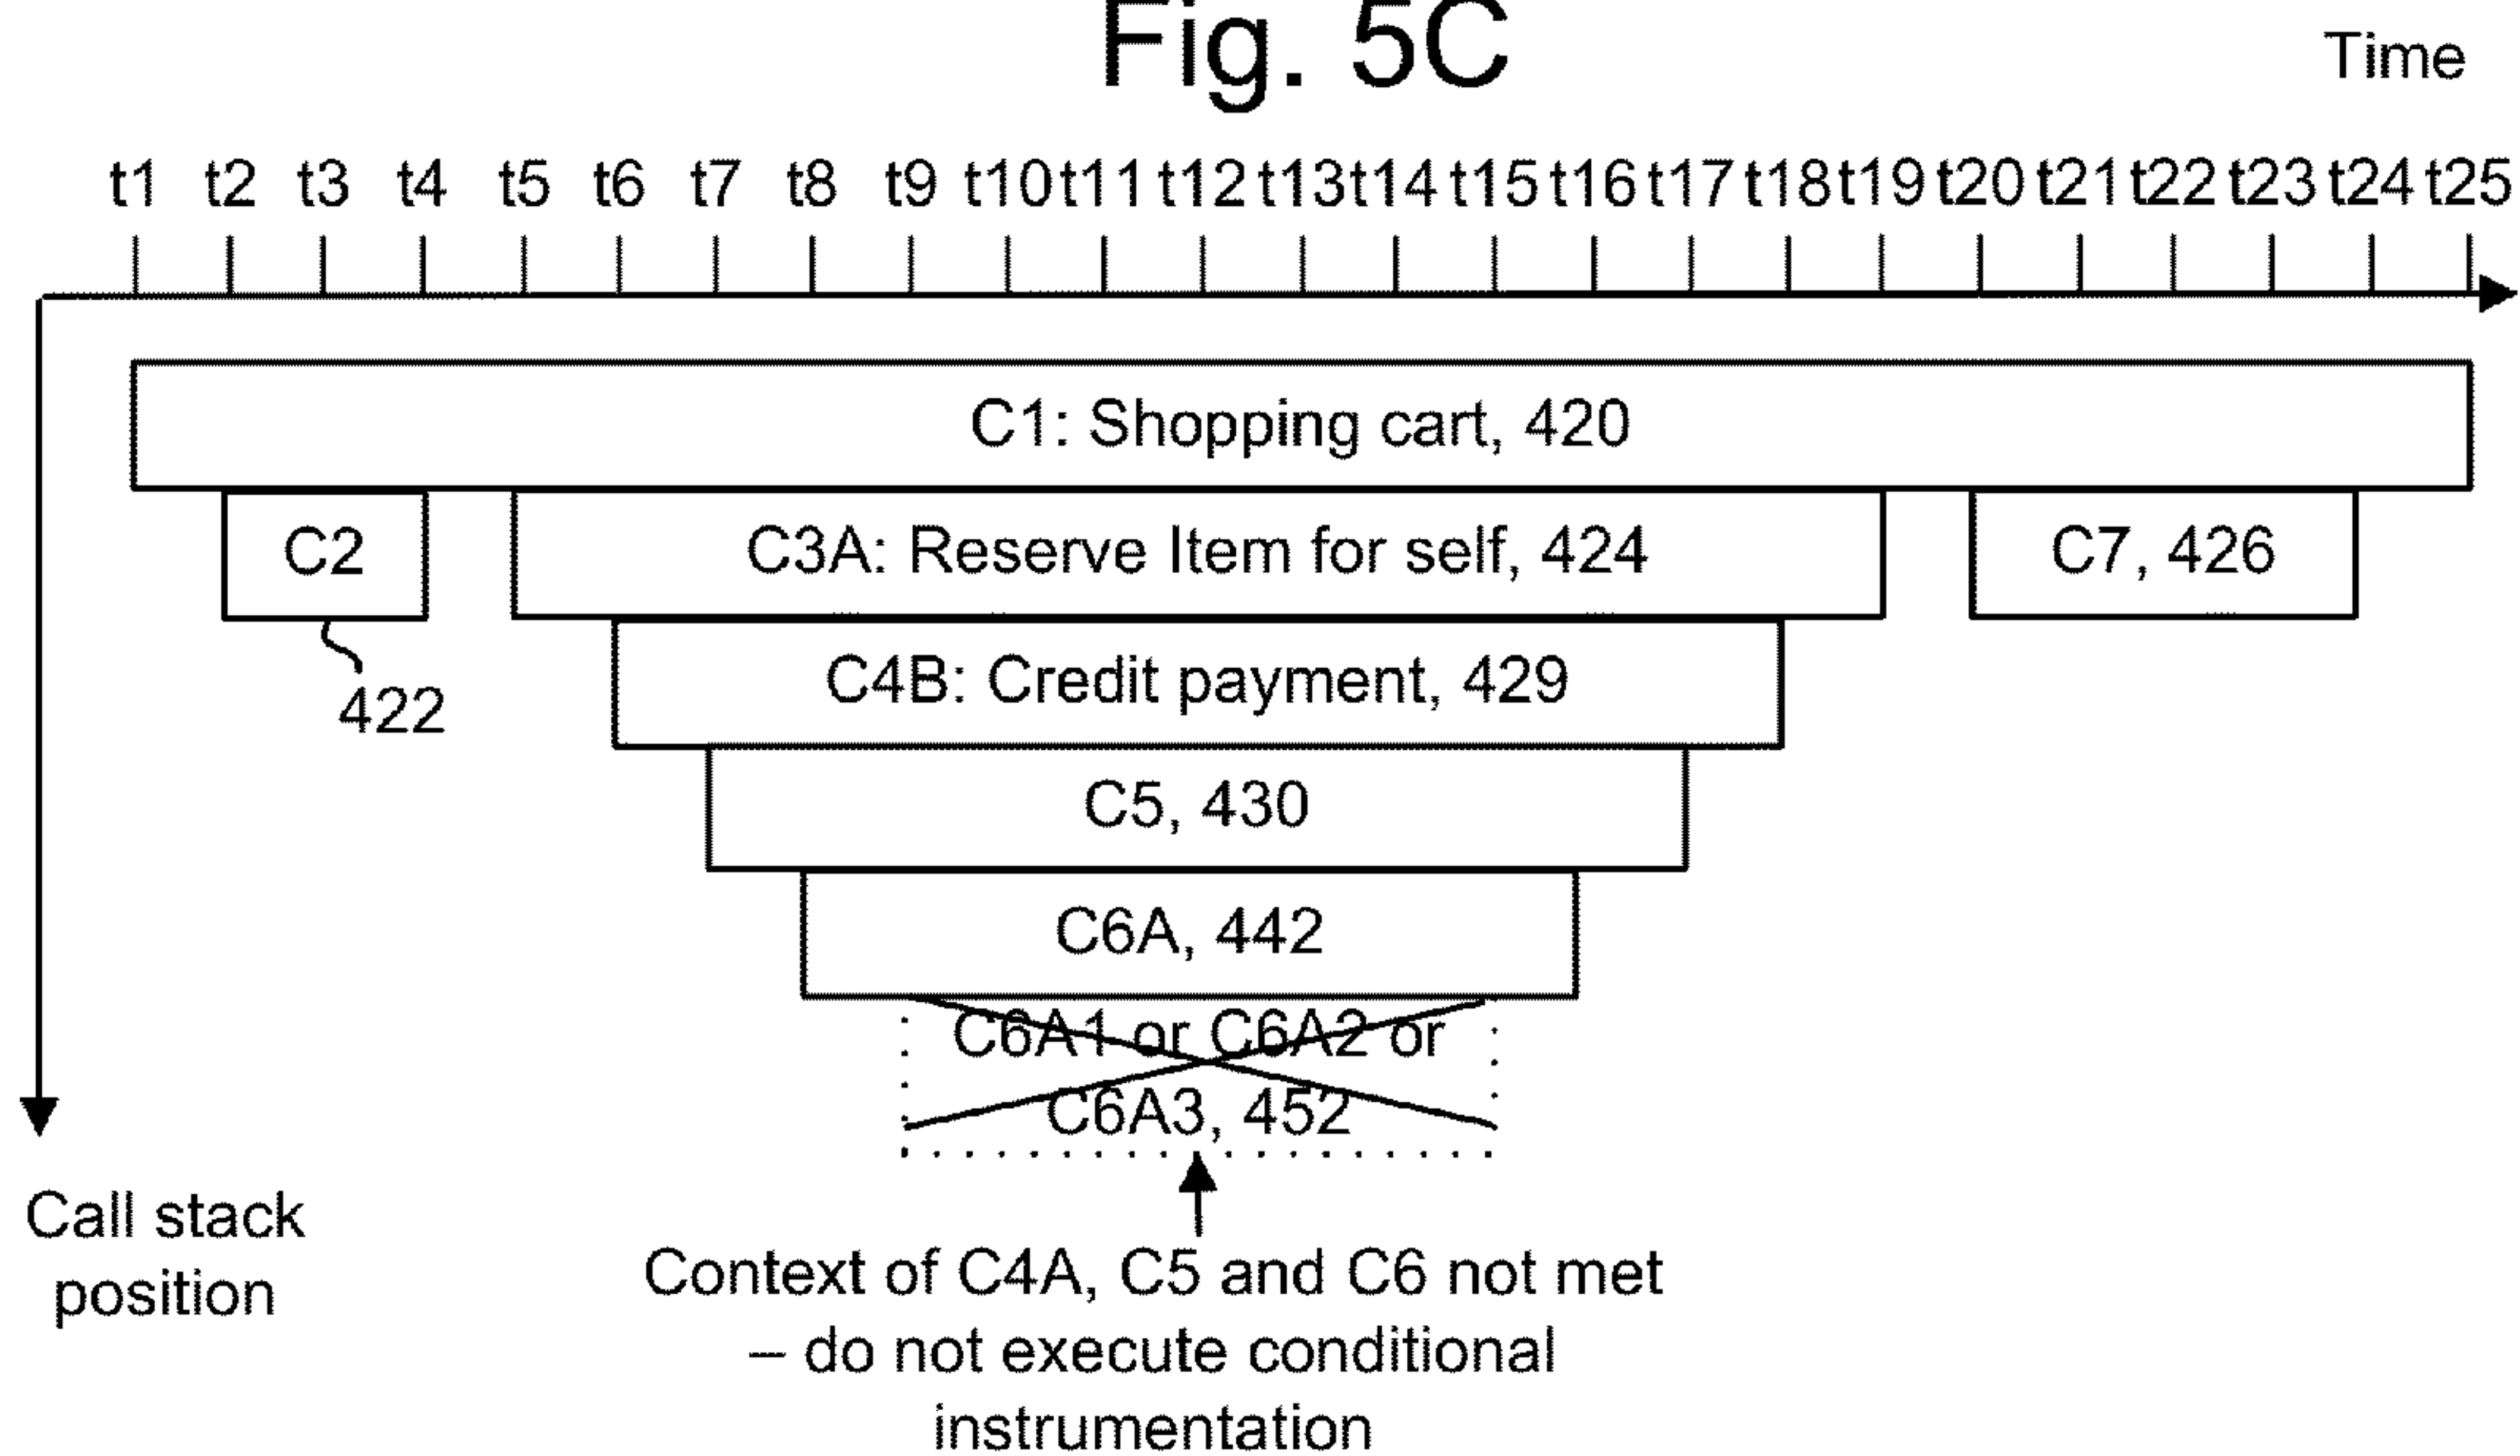 Fig. 5C
Time
t1 t2 t3 t4 t5 t6 t7 t8 t9 t10 t11 t12 t13 t14 t15 t16 t17 t18 t19 t20 t21 t22 t23 t24 t25
C1: Shopping cart, 420
C2
C3A: Reserve Item for self, 424
C7, 426
422
C4B: Credit payment, 429
C5, 430
C6A, 442
C6A1 or C6A2 or
C6A3, 452
Call stack
position
Context of C4A, C5 and C6 not met
– do not execute conditional
instrumentation